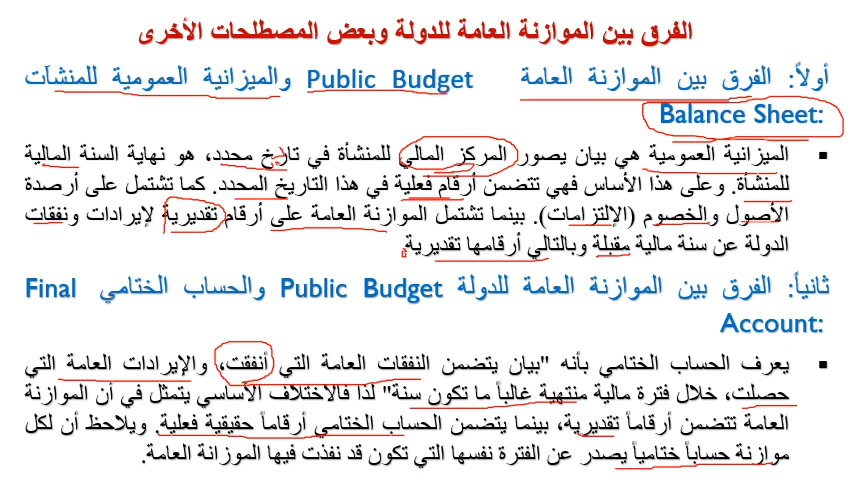 الفرق بين الموازنة العامة للدولة وبعض المصطلحات الأخرى
أولاً: الفرق بين الموازنة العامة Public Budget والميزانية العمومية للمنشآت
Balance Sheet:
▪ الميزانية العمومية هي بيان يصور المركز المالي للمنشأة في تاريخ محدد، هو نهاية السنة المالية
للمنشأة. وعلى هذا الأساس فهي تتضمن أرقام فعلية في هذا التاريخ المحدد. كما تشتمل على أرصدة
الأصول والخصوم (الإلتزامات). بينما تشتمل الموازنة العامة على أرقام تقديرية لإيرادات ونفقات
الدولة عن سنة مالية مقبلة وبالتالي أرقامها تقديرية.
ثانياً: الفرق بين الموازنة العامة للدولة Public Budget والحساب الختامي Final
Account:
▪ يعرف الحساب الختامي بأنه "بيان يتضمن النفقات العامة التي أنفقت، والإيرادات العامة التي
حصلت، خلال فترة مالية منتهية غالباً ما تكون سنة" لذا فالاختلاف الأساسي يتمثل في أن الموازنة
العامة تتضمن أرقاماً تقديرية، بينما يتضمن الحساب الختامي أرقاماً حقيقية فعلية. ويلاحظ أن لكل
موازنة حساباً ختامياً يصدر عن الفترة نفسها التي تكون قد نفذت فيها الموزانة العامة.